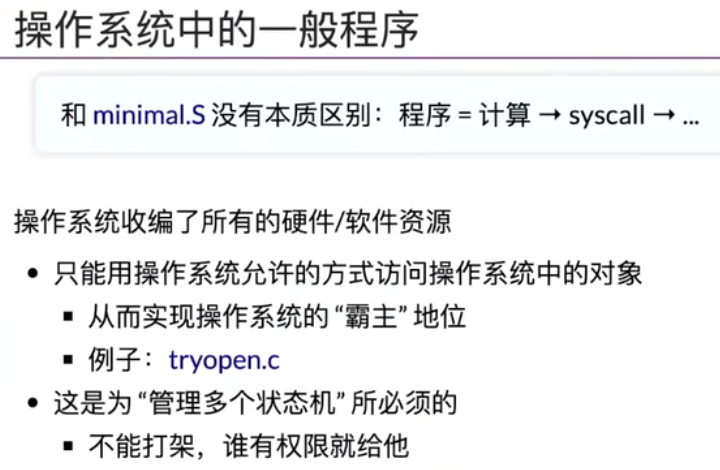 操作系统中的一般程序
和 minimal.S 没有本质区别：程序 = 计算 → syscall → ...
操作系统收编了所有的硬件/软件资源
• 只能用操作系统允许的方式访问操作系统中的对象
▪ 从而实现操作系统的 “霸主” 地位
▪ 例子：tryopen.c
• 这是为 “管理多个状态机” 所必须的
▪ 不能打架，谁有权限就给他